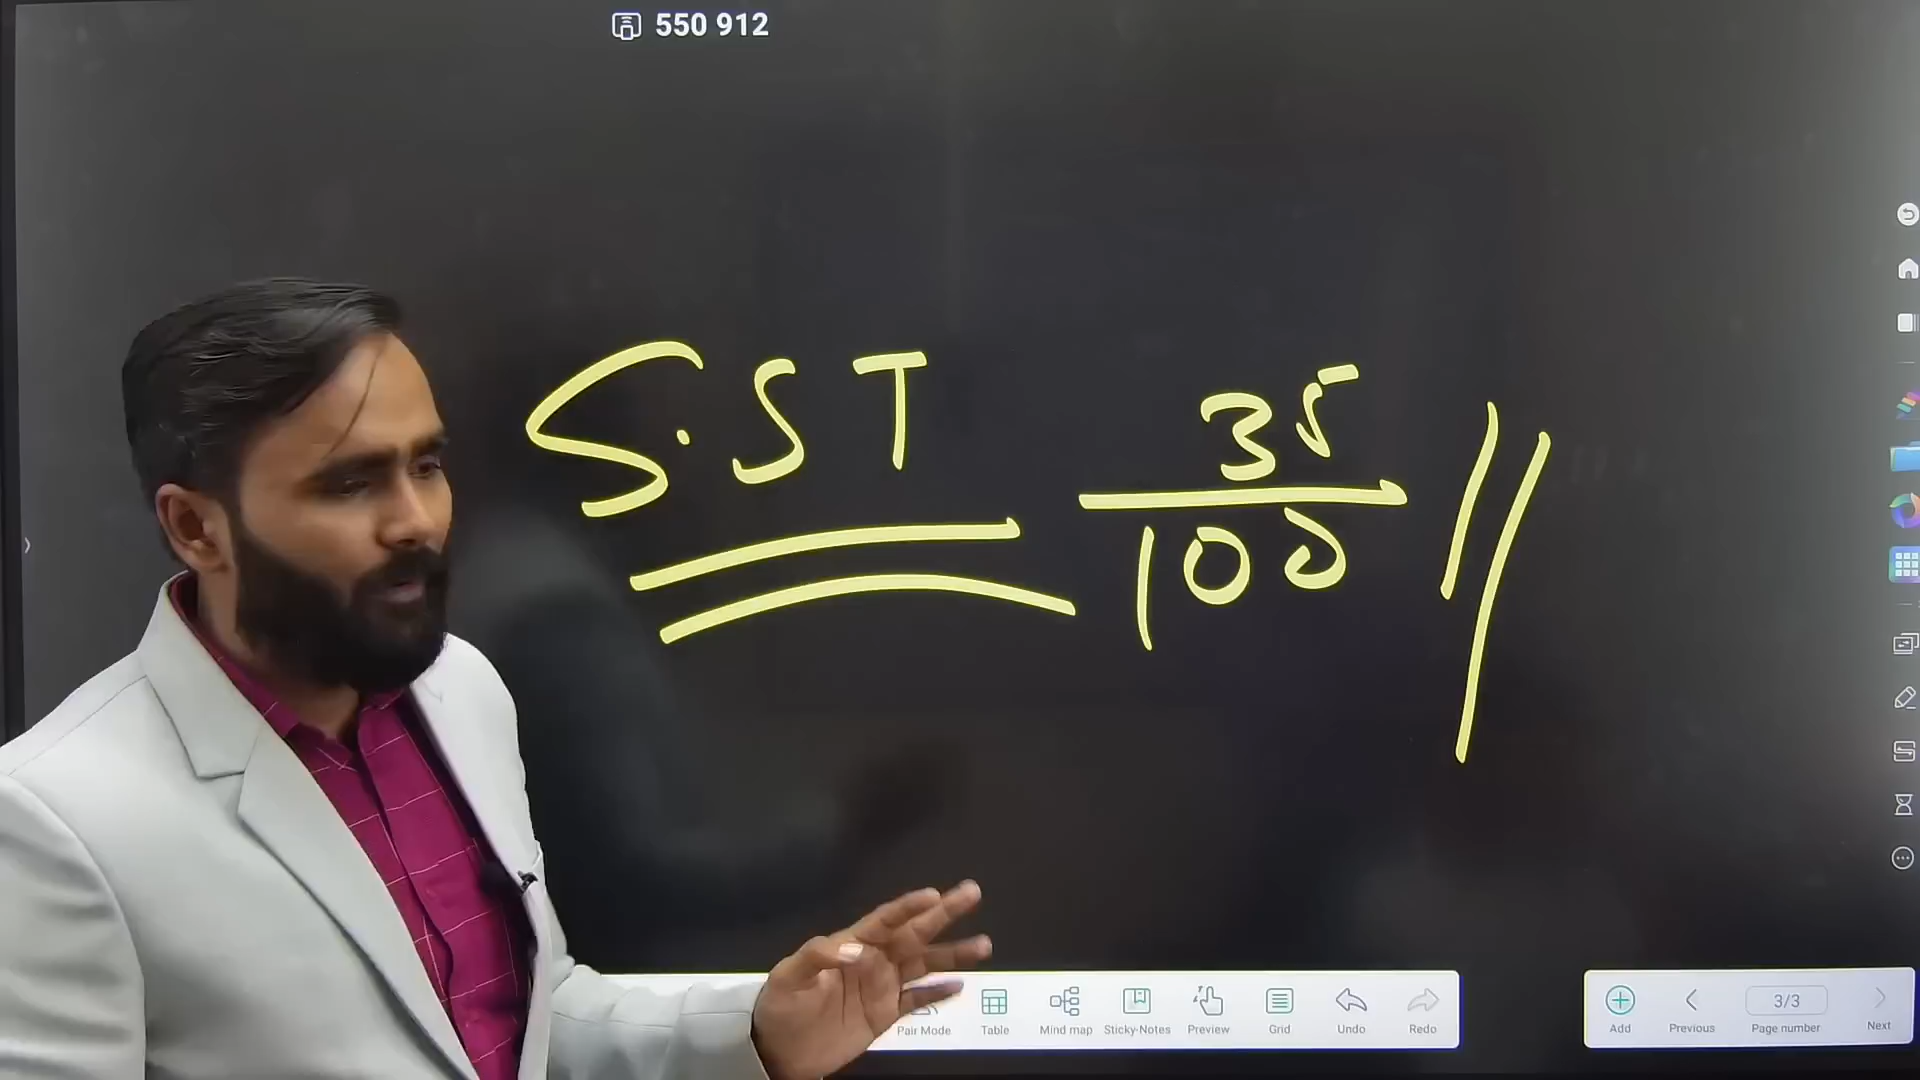 550 912
S.ST 35
100
Pair Mode Table Mind map Sticky-Notes Preview Grid Undo Redo
Add Previous 3/3 Page number Next